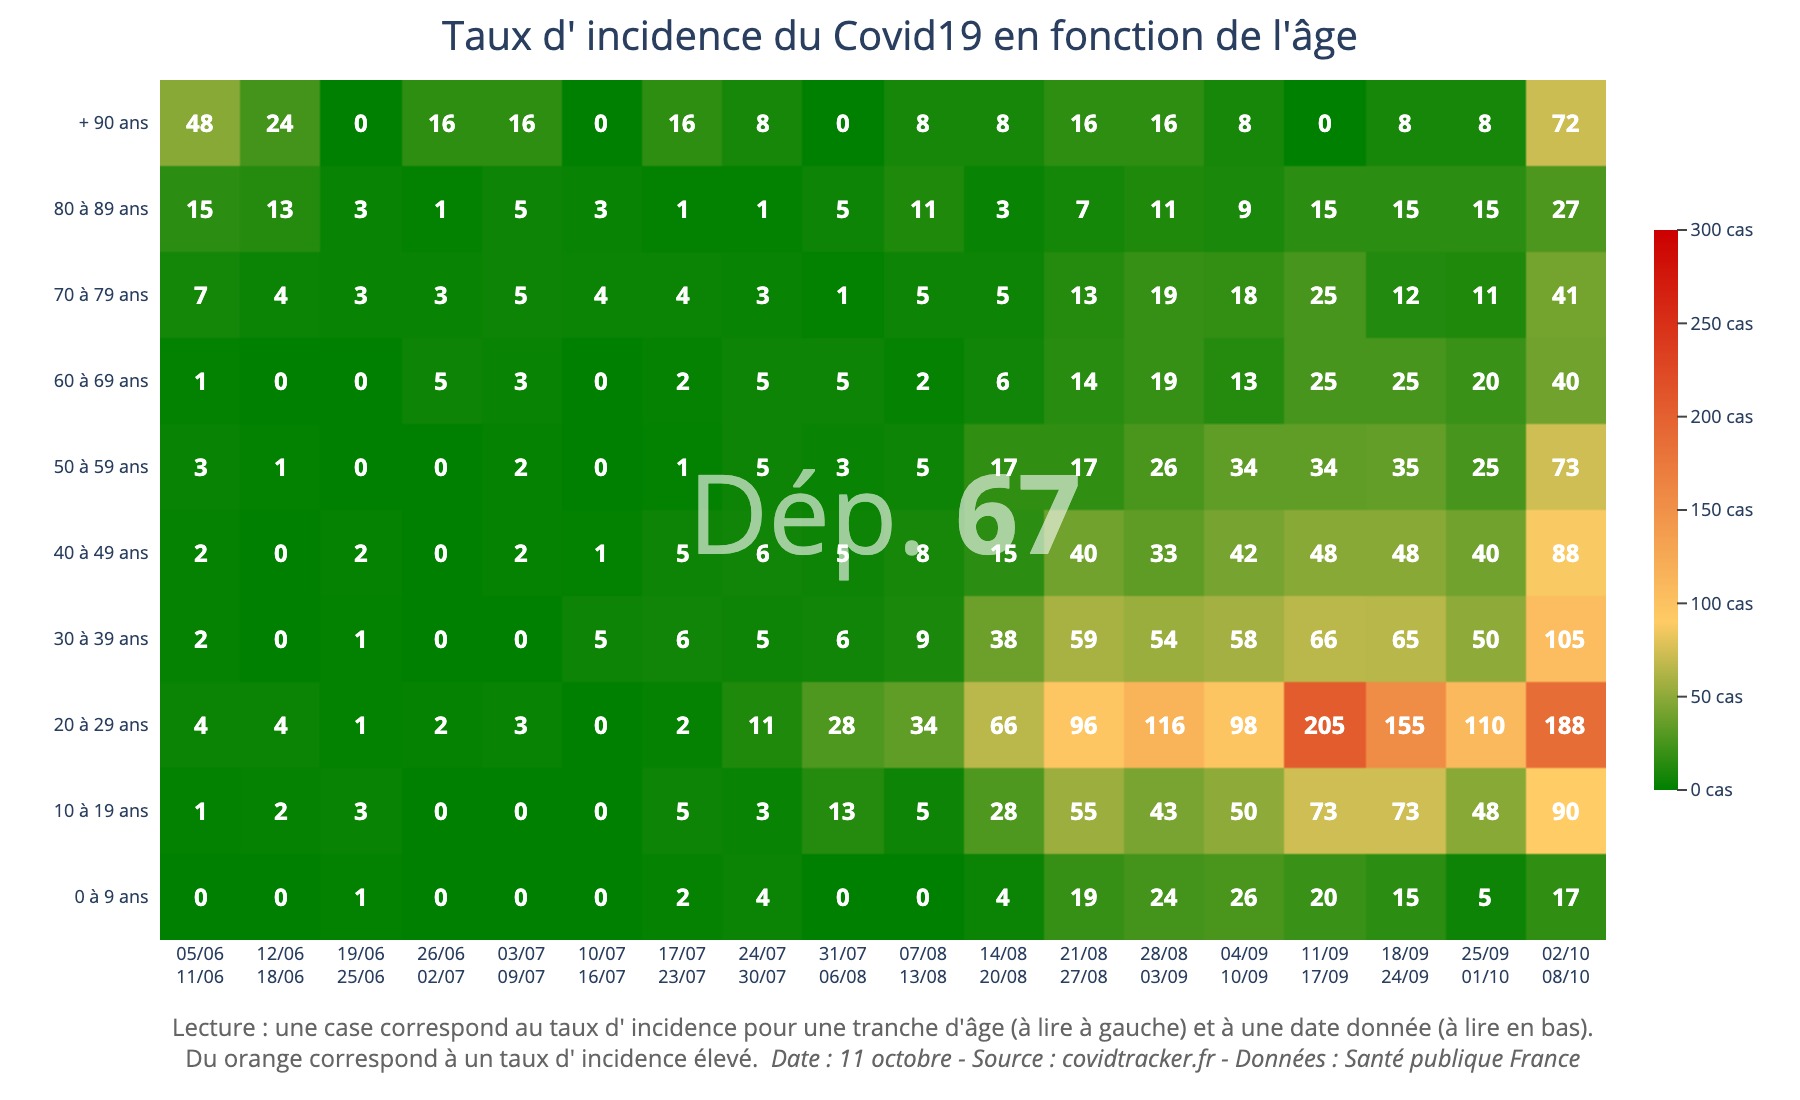 Taux d' incidence du Covid19 en fonction de l'âge
+ 90 ans 48 24 0 16 16 0 16 8 0 8 8 16 16 8 0 8 8 72
80 à 89 ans 15 13 3 1 5 3 1 1 5 11 3 7 11 9 15 15 15 27
70 à 79 ans 7 4 3 3 5 4 4 3 1 5 5 13 19 18 25 12 11 41
60 à 69 ans 1 0 0 5 3 0 2 5 5 2 6 14 19 13 25 25 20 40
50 à 59 ans 3 1 0 0 2 0 1 5 3 5 17 17 26 34 34 35 25 73
Dép. 67
40 à 49 ans 2 0 2 0 2 1 5 6 5 8 15 40 33 42 48 48 40 88
30 à 39 ans 2 0 1 0 0 5 6 5 6 9 38 59 54 58 66 65 50 105
20 à 29 ans 4 4 1 2 3 0 2 11 28 34 66 96 116 98 205 155 110 188
10 à 19 ans 1 2 3 0 0 0 5 3 13 5 28 55 43 50 73 73 48 90
0 à 9 ans 0 0 1 0 0 0 2 4 0 0 4 19 24 26 20 15 5 17
05/06 12/06 19/06 26/06 03/07 10/07 17/07 24/07 31/07 07/08 14/08 21/08 28/08 04/09 11/09 18/09 25/09 02/10
11/06 18/06 25/06 02/07 09/07 16/07 23/07 30/07 06/08 13/08 20/08 27/08 03/09 10/09 17/09 24/09 01/10 08/10
300 cas
250 cas
200 cas
150 cas
100 cas
50 cas
0 cas
Lecture : une case correspond au taux d' incidence pour une tranche d'âge (à lire à gauche) et à une date donnée (à lire en bas).
Du orange correspond à un taux d' incidence élevé. Date : 11 octobre - Source : covidtracker.fr - Données : Santé publique France